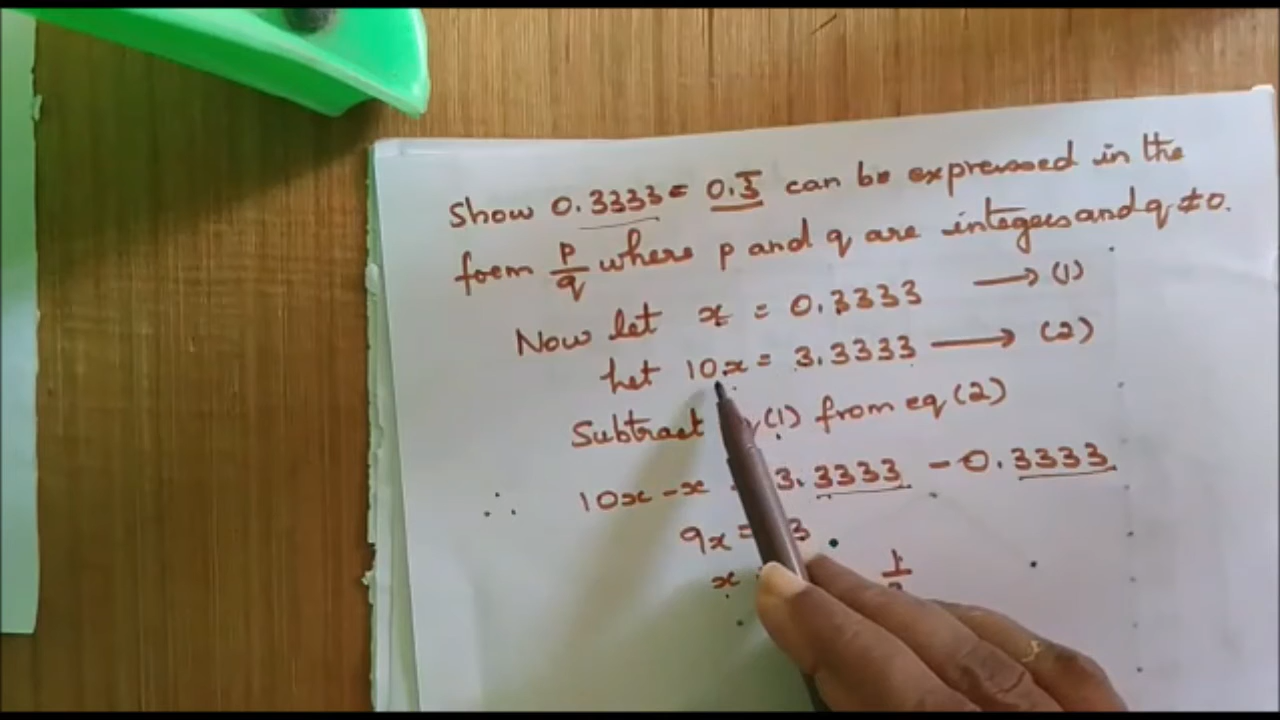 Show 0.3333 = 0.3̅ can be expressed in the
form p/q where p and q are integers and q ≠ 0.
Now let x = 0.3333 ⟶ (1)
Let 10x = 3.3333 ⟶ (2)
Subtract (1) from eq (2)
∴ 10x - x 3.3333 - 0.3333
9x = 3
x